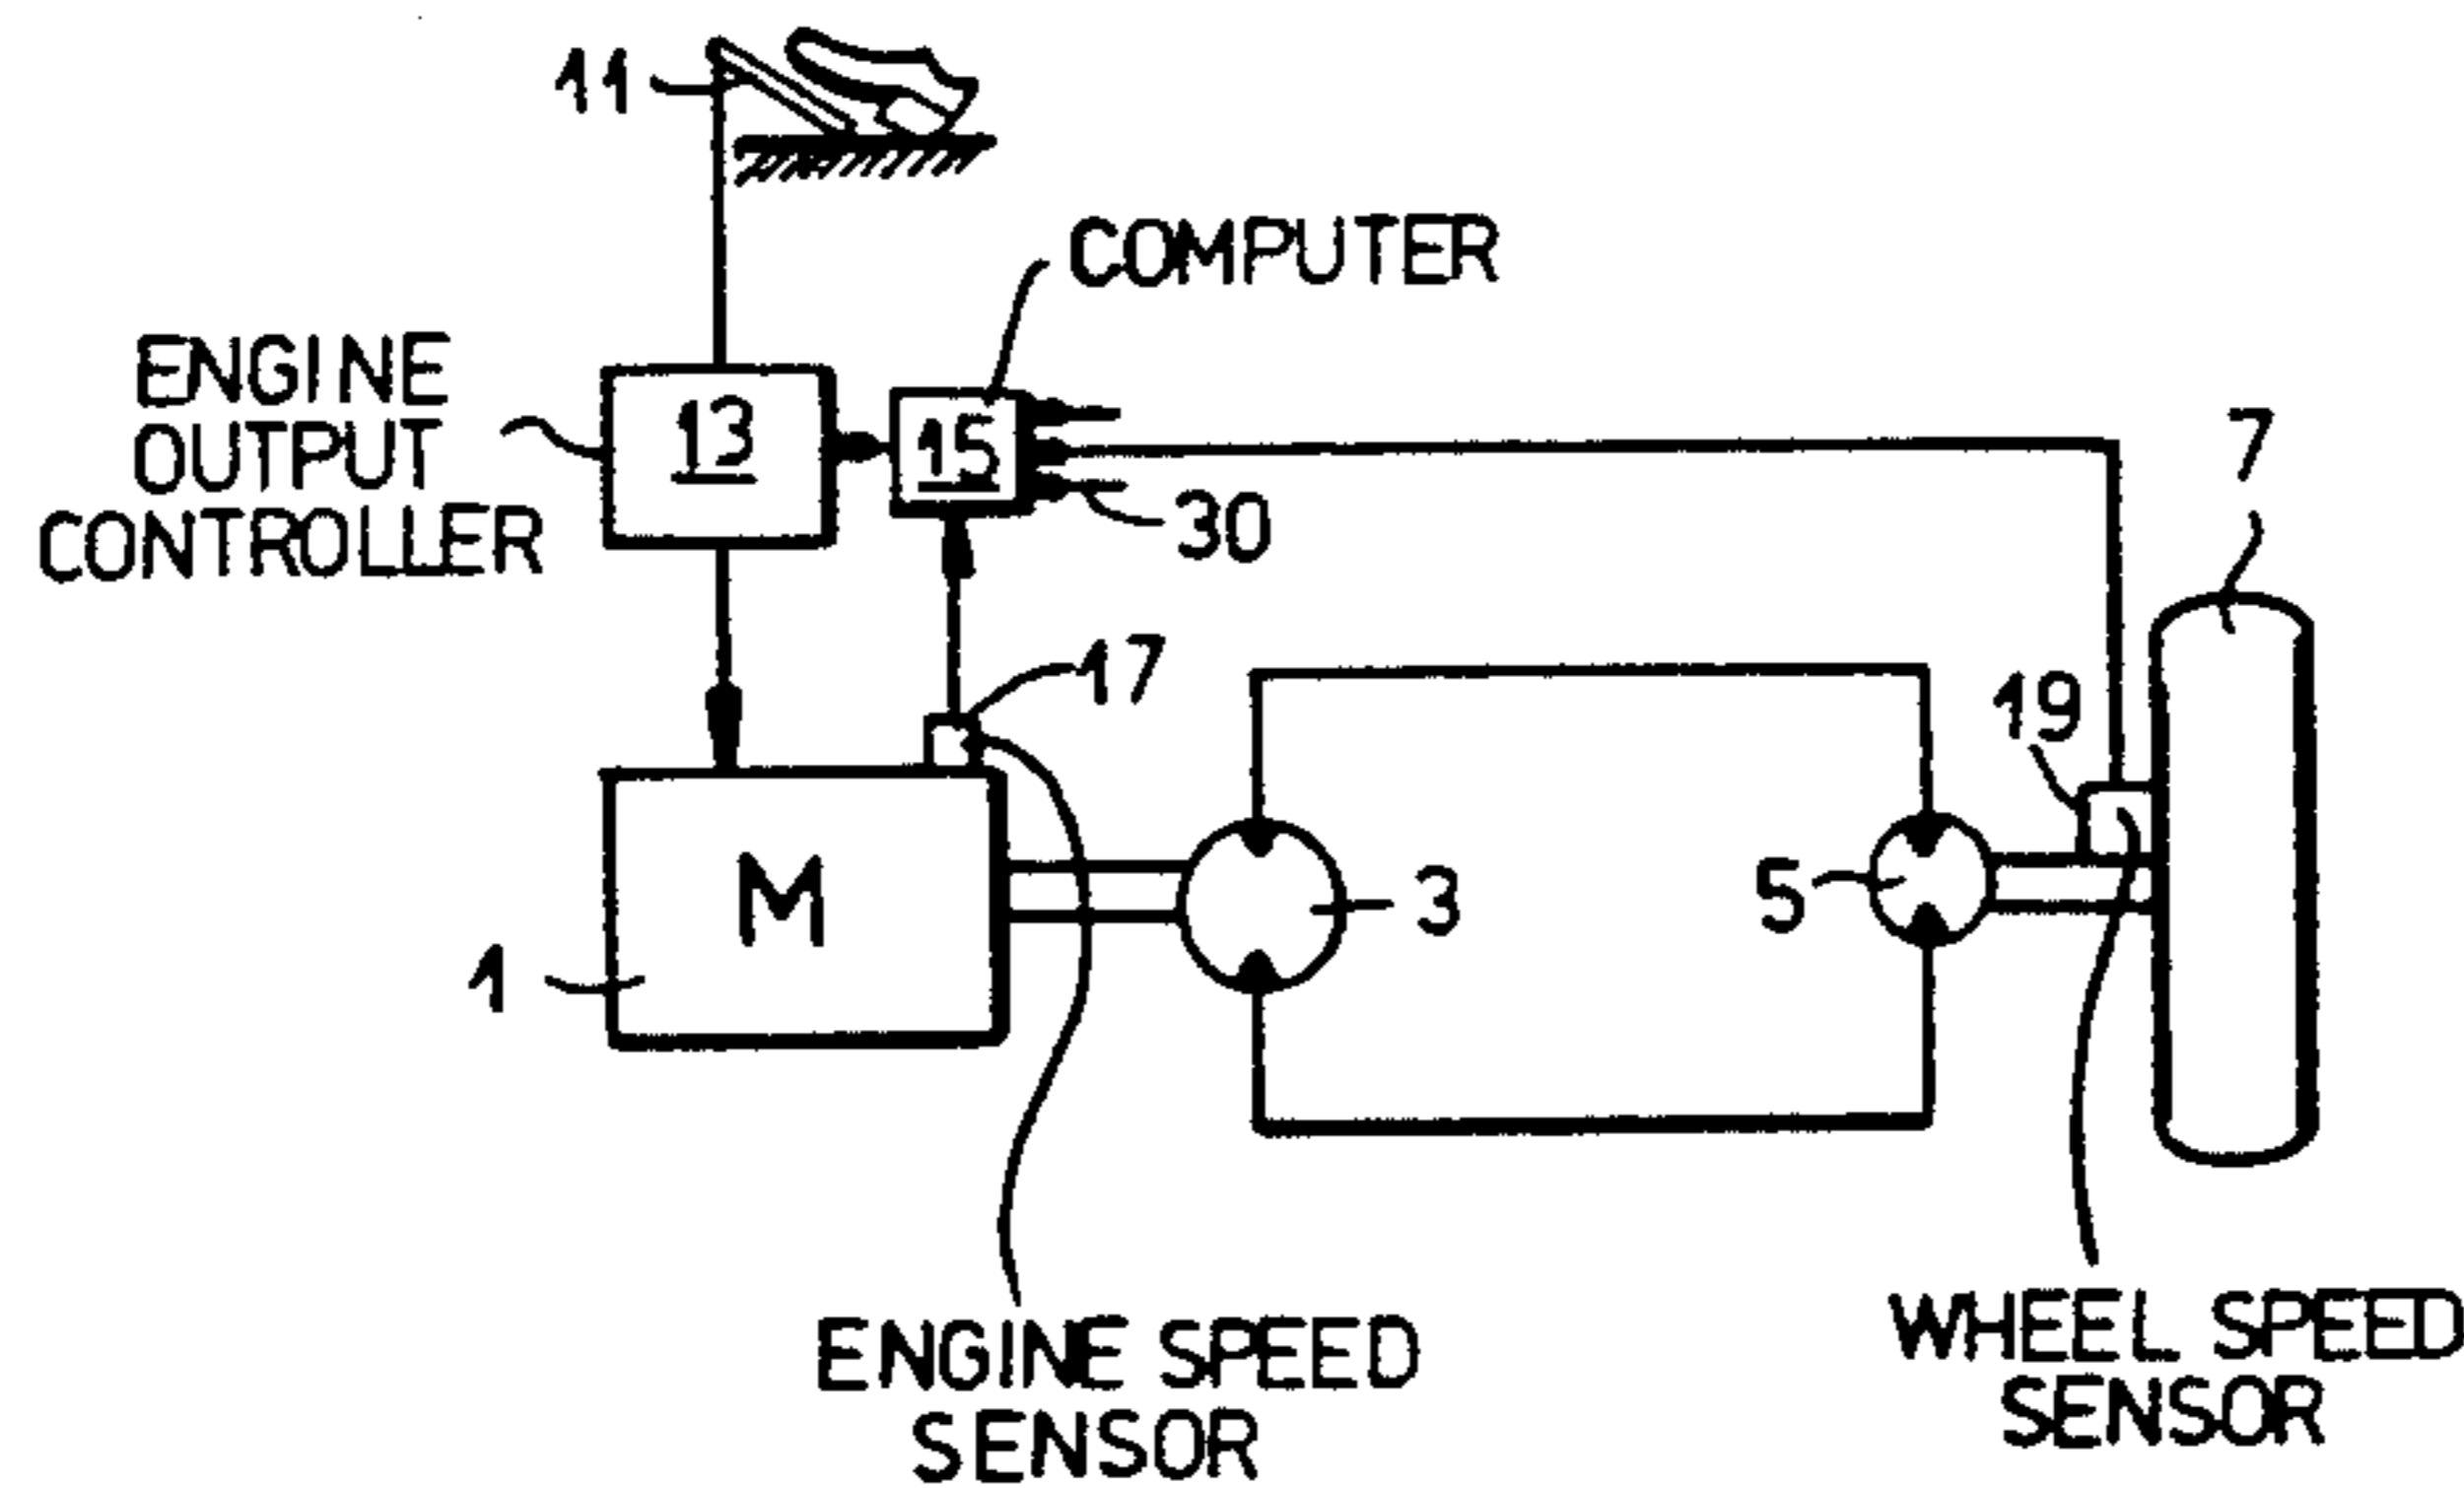 11
COMPUTER
ENGINE
OUTPUT
CONTROLLER
13
15
30
7
17
19
M
1
3
5
ENGINE SPEED
SENSOR
WHEEL SPEED
SENSOR